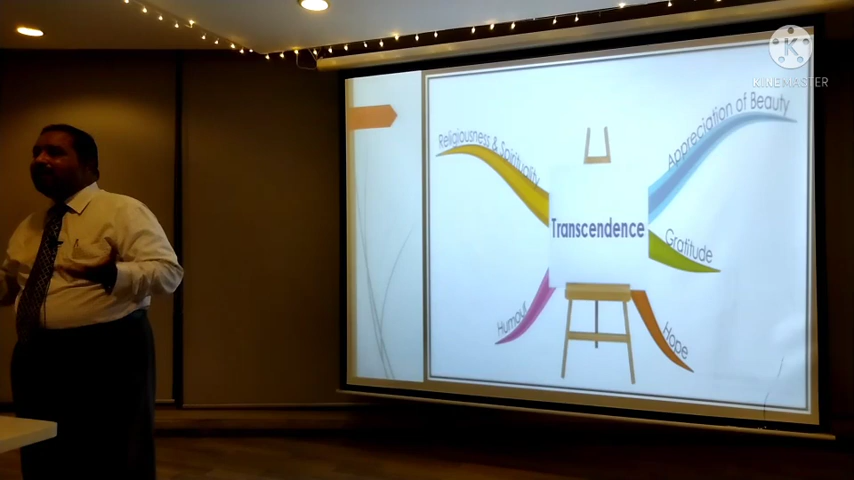 KINEMASTER
Religiousness & Spirituality
Appreciation of Beauty
Transcendence
Gratitude
Humour
Hope